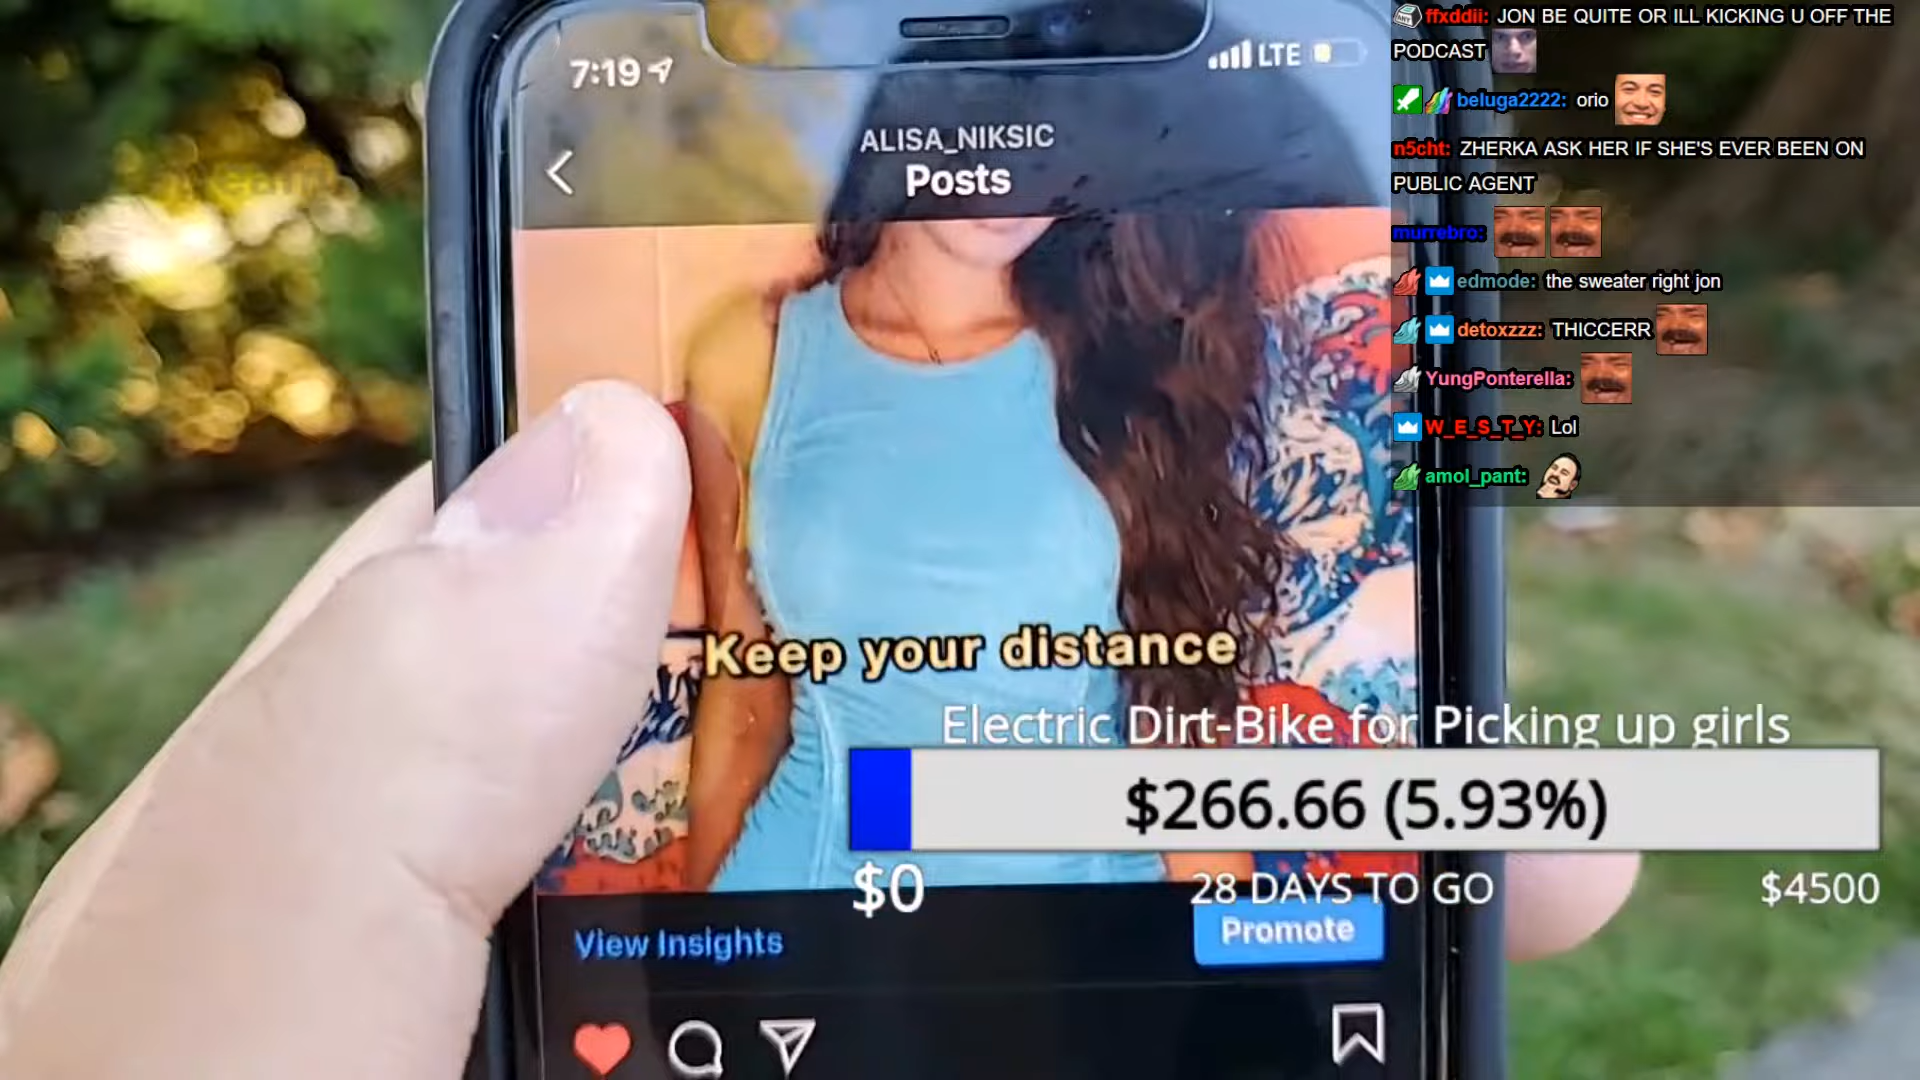 7:19
LTE
ALISA_NIKSIC
Posts
Keep your distance
View Insights
Promote
ffxddii: JON BE QUITE OR ILL KICKING U OFF THE
PODCAST
beluga2222: orio
n5cht: ZHERKA ASK HER IF SHE'S EVER BEEN ON
PUBLIC AGENT
murrebro:
edmode: the sweater right jon
detoxzzz: THICCERR
YungPonterella:
W_E_S_T_Y: Lol
amol_pant:
Electric Dirt-Bike for Picking up girls
$266.66 (5.93%)
$0
28 DAYS TO GO
$4500